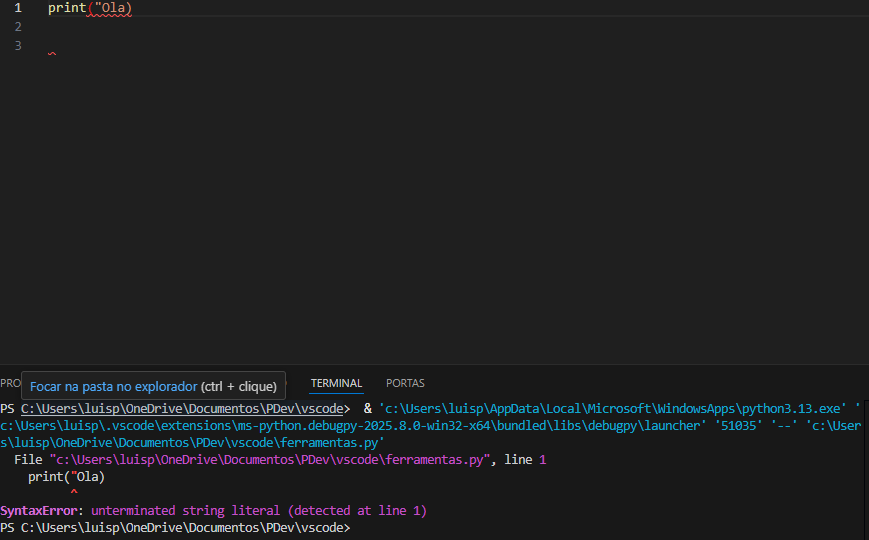 1 print("Ola)
2
3
PRO Focar na pasta no explorador (ctrl + clique) TERMINAL PORTAS
PS C:\Users\luisp\OneDrive\Documentos\PDev\vscode> & 'c:\Users\luisp\AppData\Local\Microsoft\WindowsApps\python3.13.exe' '
c:\Users\luisp\.vscode\extensions\ms-python.debugpy-2025.8.0-win32-x64\bundled\libs\debugpy\launcher' '51035' '--' 'c:\User
s\luisp\OneDrive\Documentos\PDev\vscode\ferramentas.py'
File "c:\Users\luisp\OneDrive\Documentos\PDev\vscode\ferramentas.py", line 1
print("Ola)
^
SyntaxError: unterminated string literal (detected at line 1)
PS C:\Users\luisp\OneDrive\Documentos\PDev\vscode>